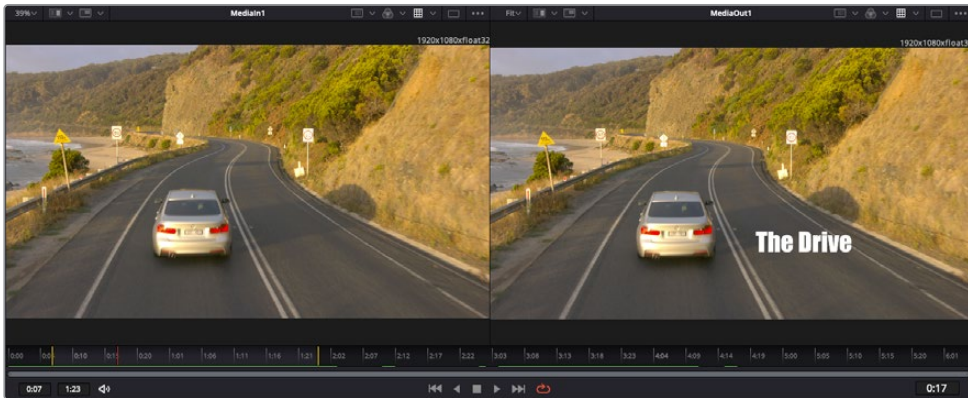 39% MediaIn1
Fit MediaOut1
1920x1080xfloat32
1920x1080xfloat3
The Drive
0:00 0:10 0:20 1:01 1:06 1:11 1:16 1:21 2:02 2:07 2:12 2:17 2:22 3:03 3:08 3:13 3:18 3:23 4:04 4:09 4:14 4:19 5:00 5:05 5:10 5:15 5:20 6:01
0:07 1:23 0:17